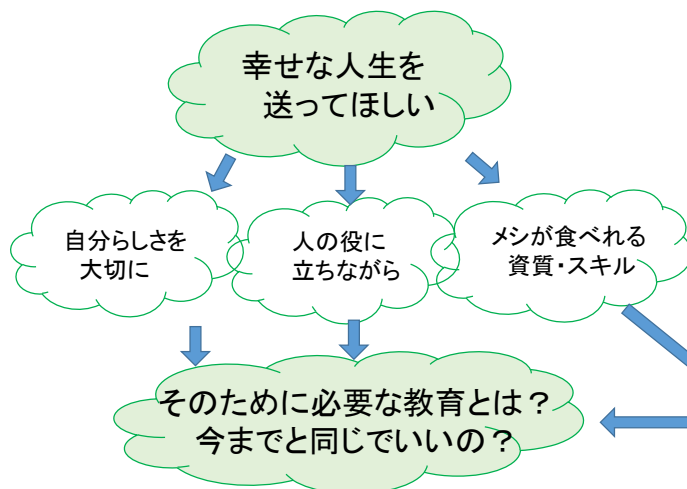 幸せな人生を
送ってほしい
自分らしさを
大切に
人の役に
立ちながら
メシが食べれる
資質・スキル
そのために必要な教育とは？
今までと同じでいいの？